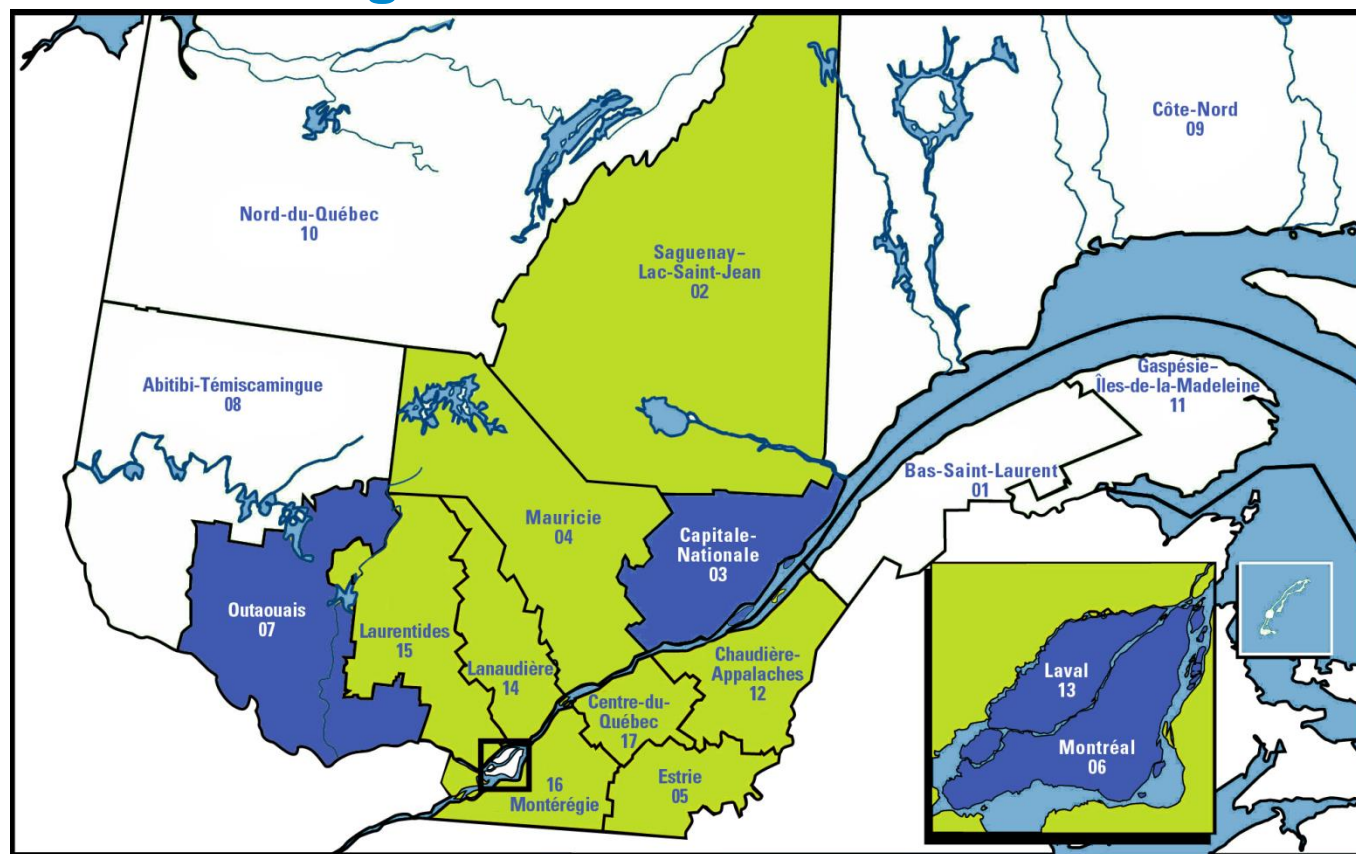 Côte-Nord
09
Nord-du-Québec
10
Saguenay–
Lac-Saint-Jean
02
Gaspésie–
Îles-de-la-Madeleine
11
Abitibi-Témiscamingue
08
Bas-Saint-Laurent
01
Mauricie
04
Capitale-
Nationale
03
Outaouais
07
Laurentides
15
Lanaudière
14
Chaudière-
Appalaches
12
Centre-du-
Québec
17
Estrie
05
16
Montérégie
Laval
13
Montréal
06